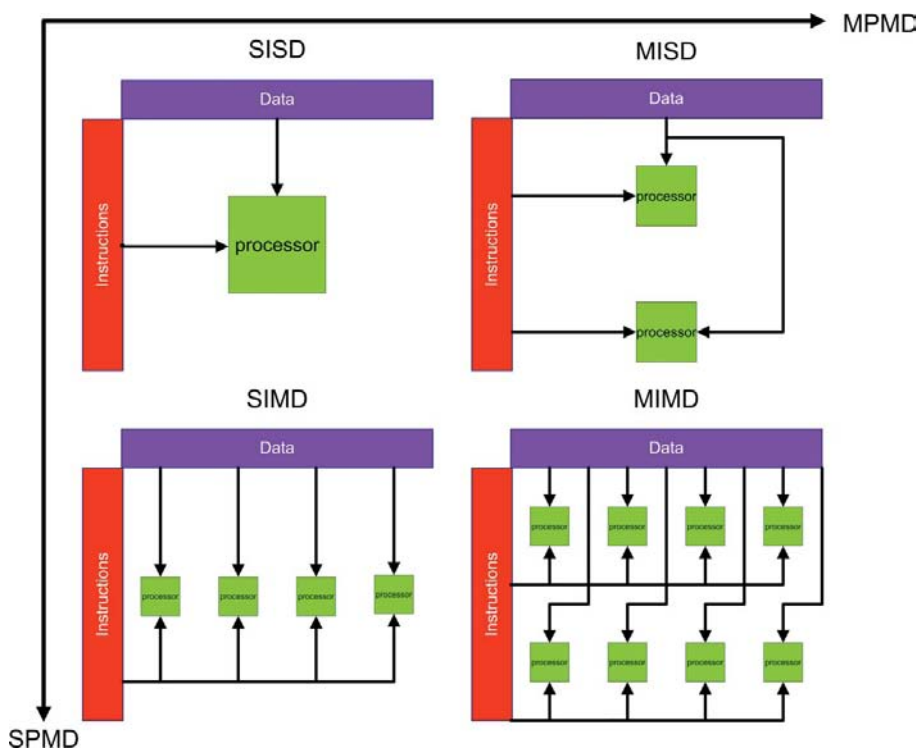 MPMD
SISD
MISD
Data
Data
Instructions
processor
Instructions
processor
processor
SIMD
MIMD
Data
Data
Instructions
processor
processor
processor
processor
Instructions
processor
processor
processor
processor
processor
processor
processor
processor
SPMD